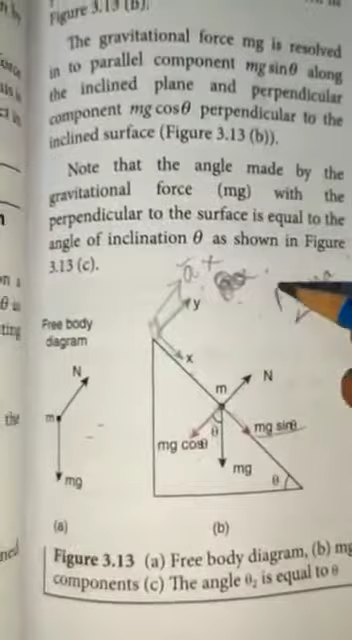 Figure 3.13 (b).
The gravitational force mg is resolved
in to parallel component mg sinθ along
the inclined plane and perpendicular
component mg cosθ perpendicular to the
inclined surface (Figure 3.13 (b)).
Note that the angle made by the
gravitational force (mg) with the
perpendicular to the surface is equal to the
angle of inclination θ as shown in Figure
3.13 (c).
y
x
Free body
diagram
N
m
mg
m
N
θ
mg cosθ
mg sinθ
mg
θ
(a)
(b)
Figure 3.13 (a) Free body diagram, (b) mg
components (c) The angle θ₂ is equal to θ